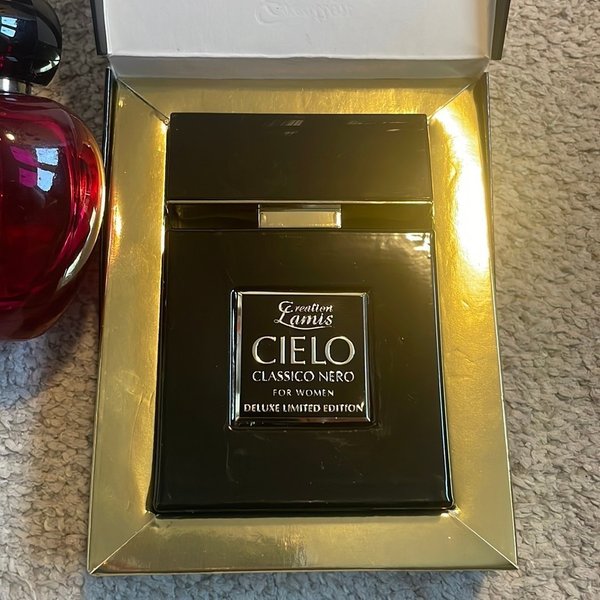 Creation
Lamis
CIELO
CLASSICO NERO
FOR WOMEN
DELUXE LIMITED EDITION